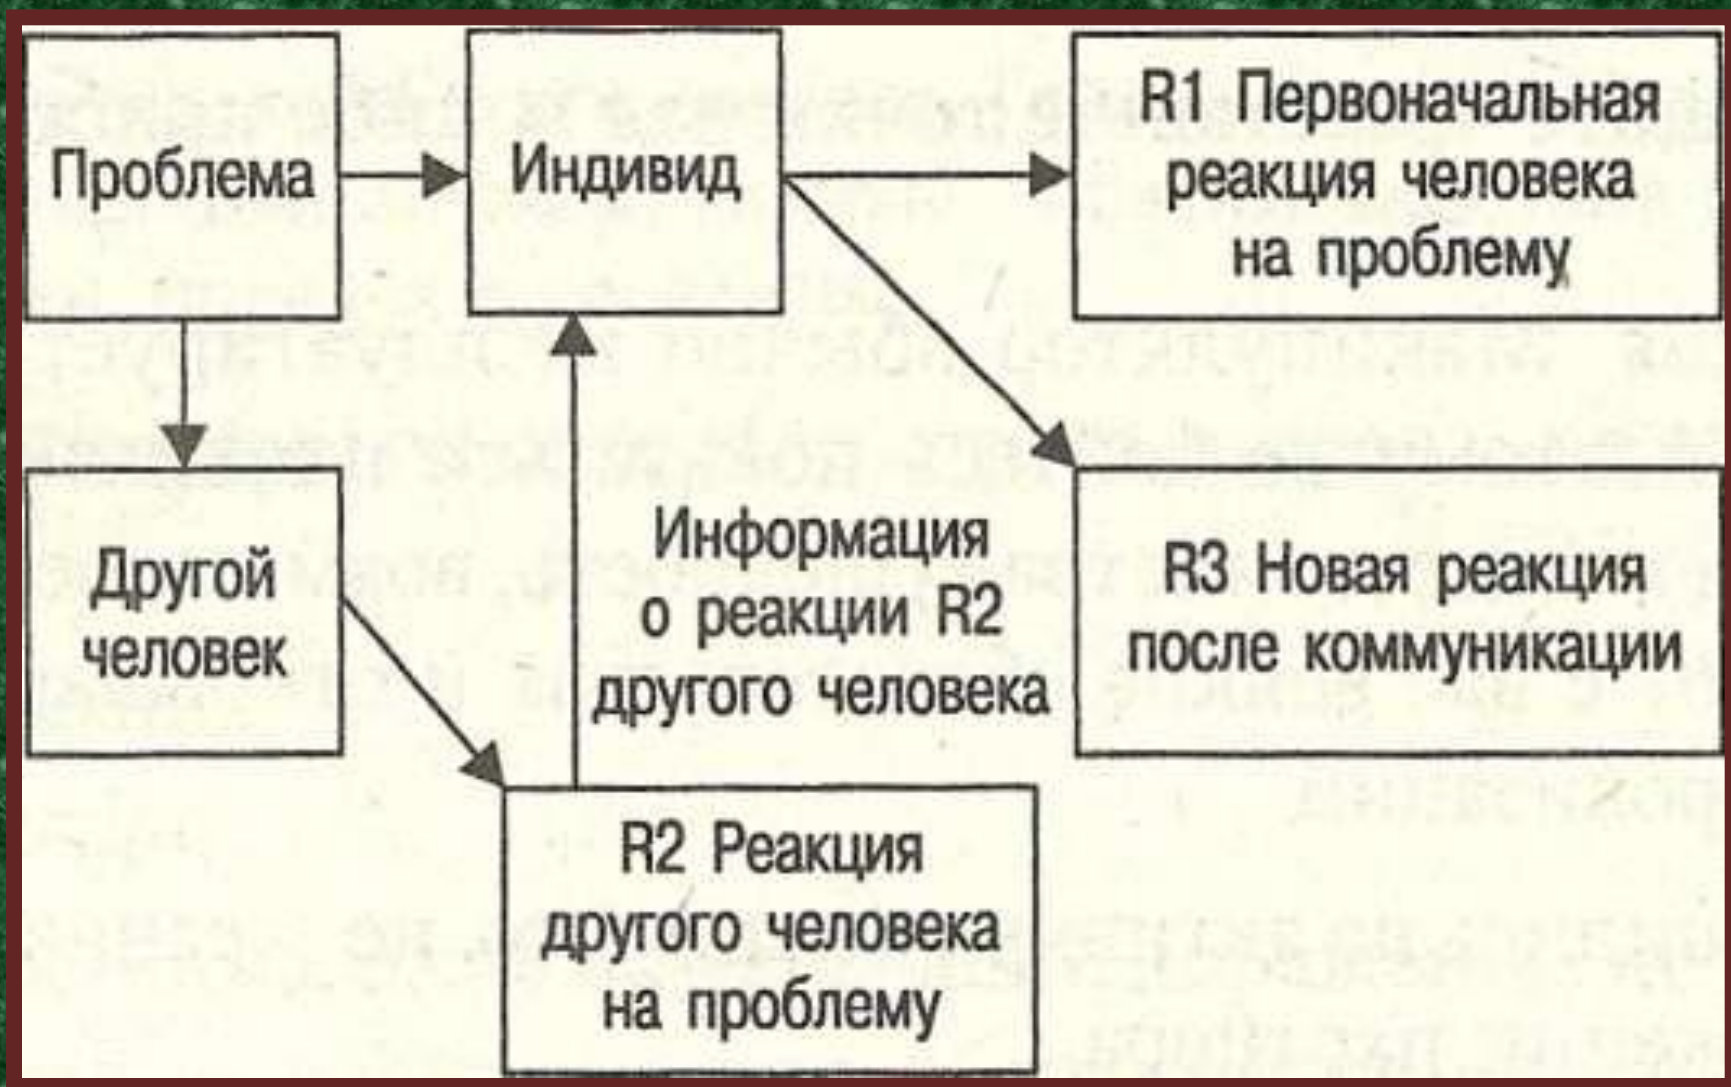 Проблема
Индивид
R1 Первоначальная
реакция человека
на проблему
Другой
человек
Информация
о реакции R2
другого человека
R3 Новая реакция
после коммуникации
R2 Реакция
другого человека
на проблему